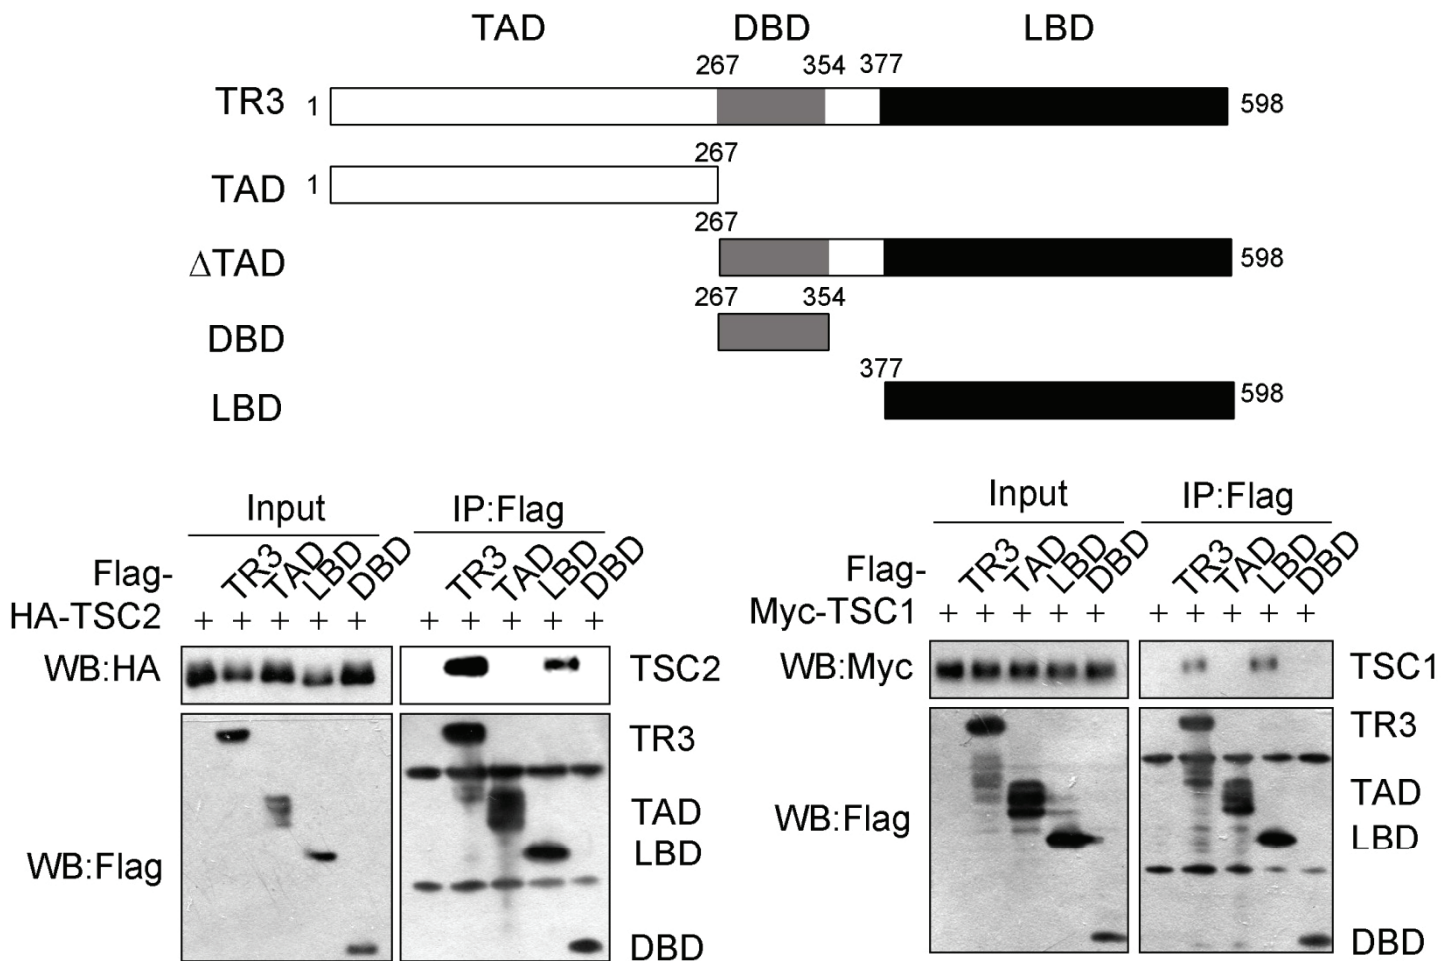 TAD DBD LBD
267 354 377
TR3 1 598
267
TAD 1
267
ΔTAD 598
267 354
DBD
377
LBD 598
Input IP:Flag
Flag- TR3 TAD LBD DBD TR3 TAD LBD DBD
HA-TSC2 + + + + + + + + + +
WB:HA TSC2
TR3
TAD
WB:Flag LBD
DBD
Input IP:Flag
Flag- TR3 TAD LBD DBD TR3 TAD LBD DBD
Myc-TSC1 + + + + + + + + + +
WB:Myc TSC1
TR3
TAD
WB:Flag LBD
DBD